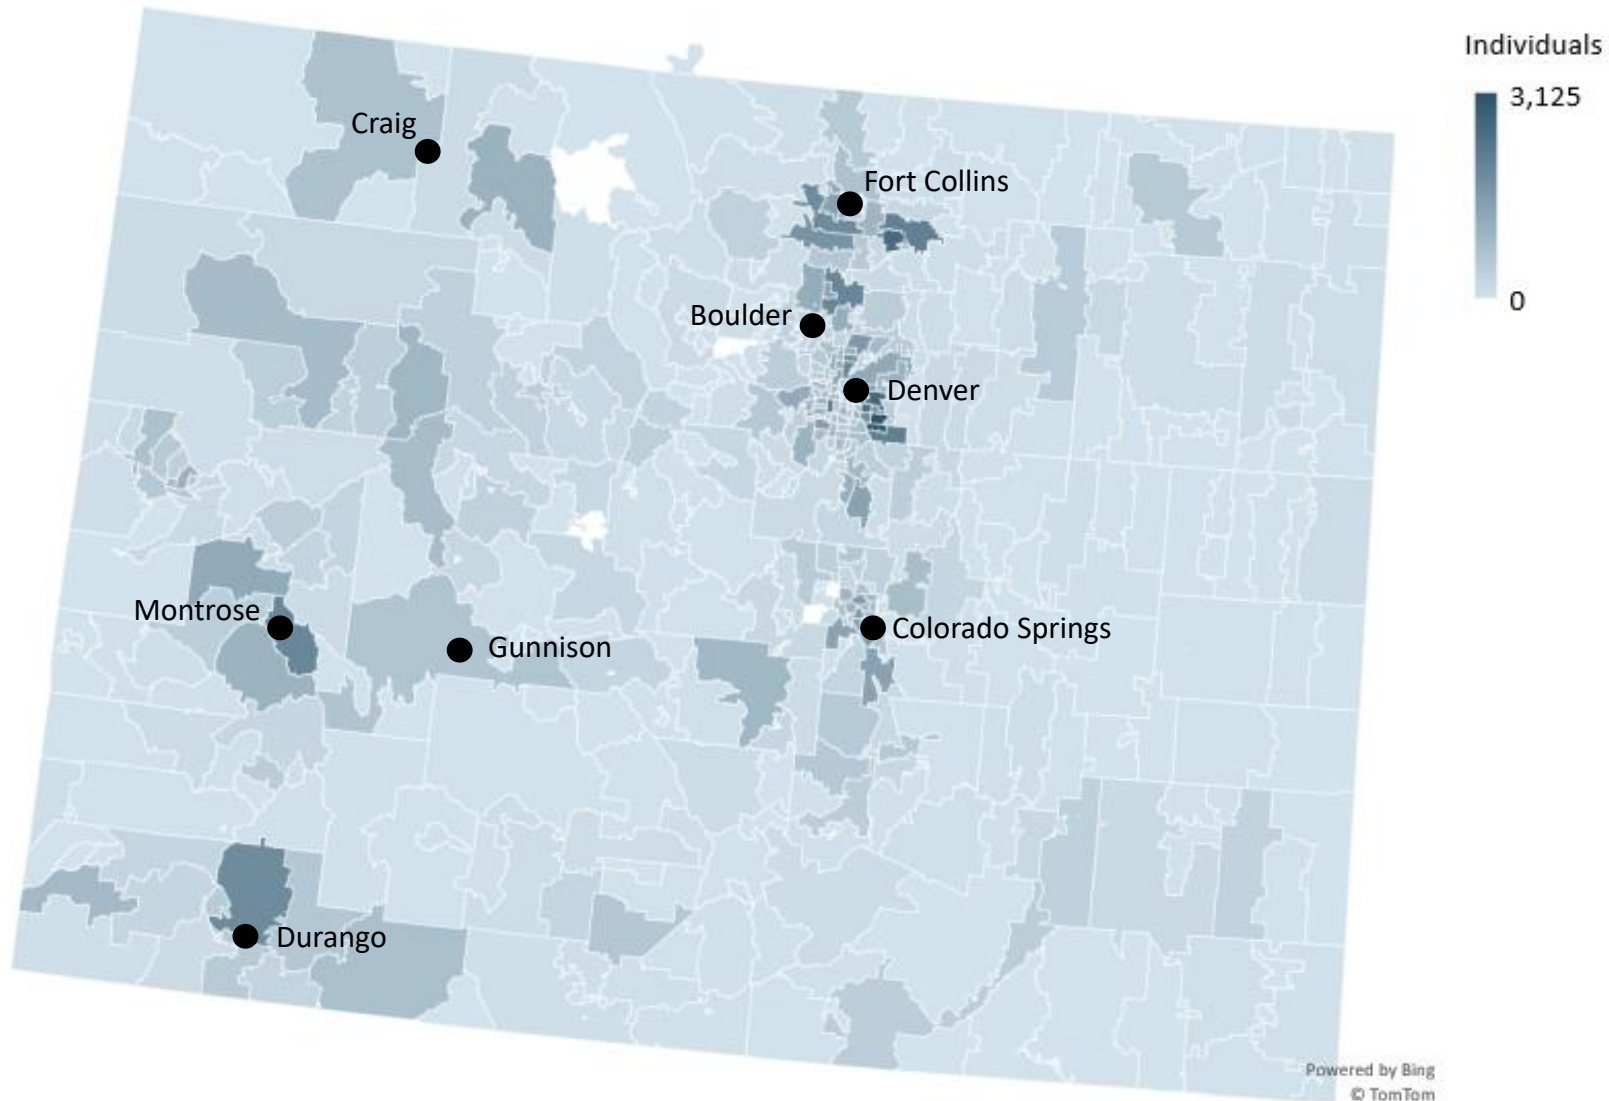 Individuals
3,125
0
Craig
Fort Collins
Boulder
Denver
Montrose
Gunnison
Colorado Springs
Durango
Powered by Bing
© TomTom